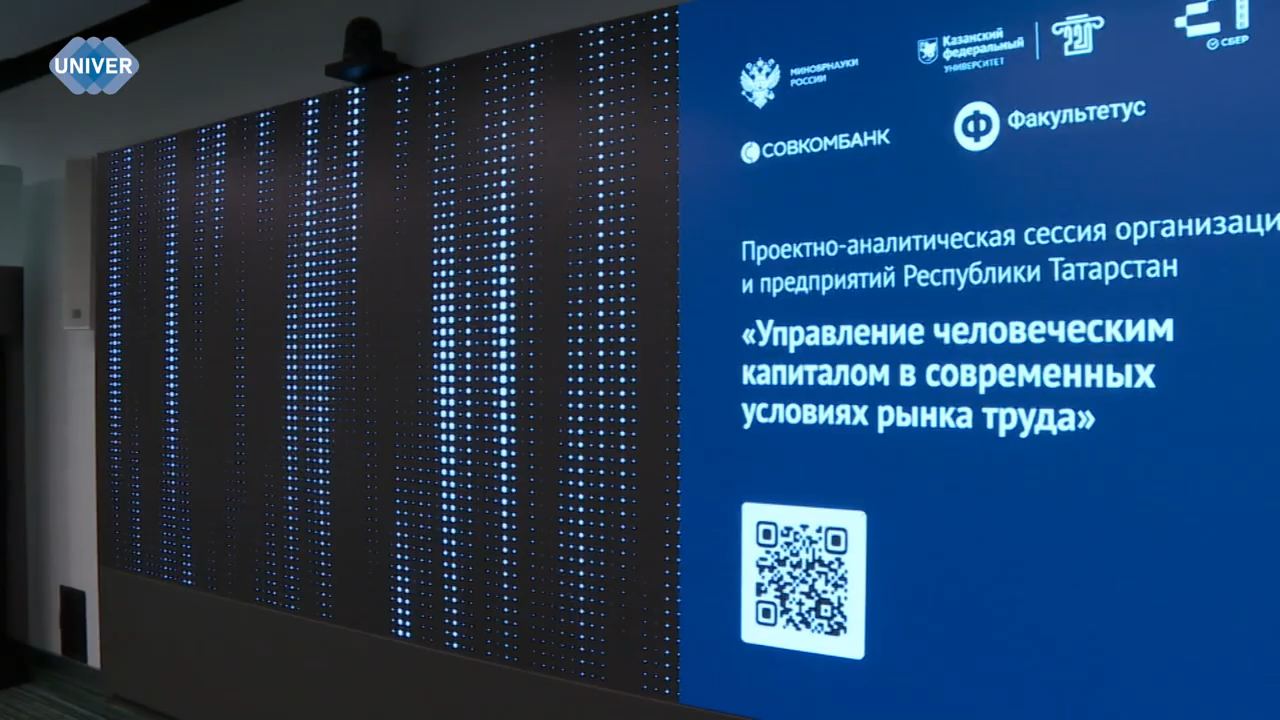 UNIVER
МИНОБРНАУКИ
РОССИИ
Казанский
федеральный
УНИВЕРСИТЕТ
СБЕР
СОВКОМБАНК
Факультетус
Проектно-аналитическая сессия организаци
и предприятий Республики Татарстан
«Управление человеческим
капиталом в современных
условиях рынка труда»